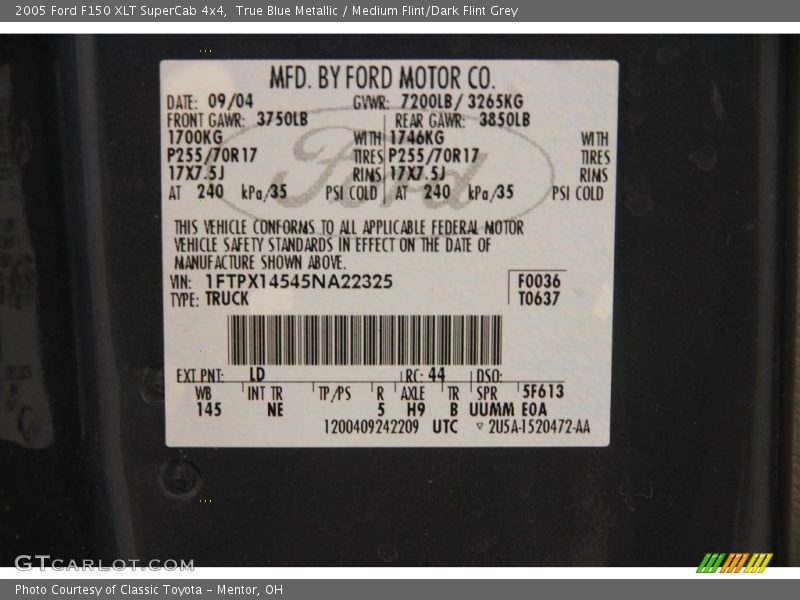 2005 Ford F150 XLT SuperCab 4x4,  True Blue Metallic / Medium Flint/Dark Flint Grey
MFD. BY FORD MOTOR CO.
DATE: 09/04 GVWR: 7200LB/ 3265KG
FRONT GAWR: 3750LB REAR GAWR: 3850LB
1700KG WITH 1746KG WITH
P255/70R17 TIRES P255/70R17 TIRES
17X7.5J RIMS 17X7.5J RIMS
AT 240 kPa/35 PSI COLD AT 240 kPa/35 PSI COLD
Ford
THIS VEHICLE CONFORMS TO ALL APPLICABLE FEDERAL MOTOR
VEHICLE SAFETY STANDARDS IN EFFECT ON THE DATE OF
MANUFACTURE SHOWN ABOVE.
VIN: 1FTPX14545NA22325 F0036
TYPE: TRUCK T0637
EXT PNT: LD RC: 44 DSO:
WB INT TR TP/PS R AXLE TR SPR 5F613
145 NE 5 H9 B UUMM E0A
1200409242209 UTC 2U5A-1520472-AA
GTCARLOT.COM
Photo Courtesy of Classic Toyota - Mentor, OH